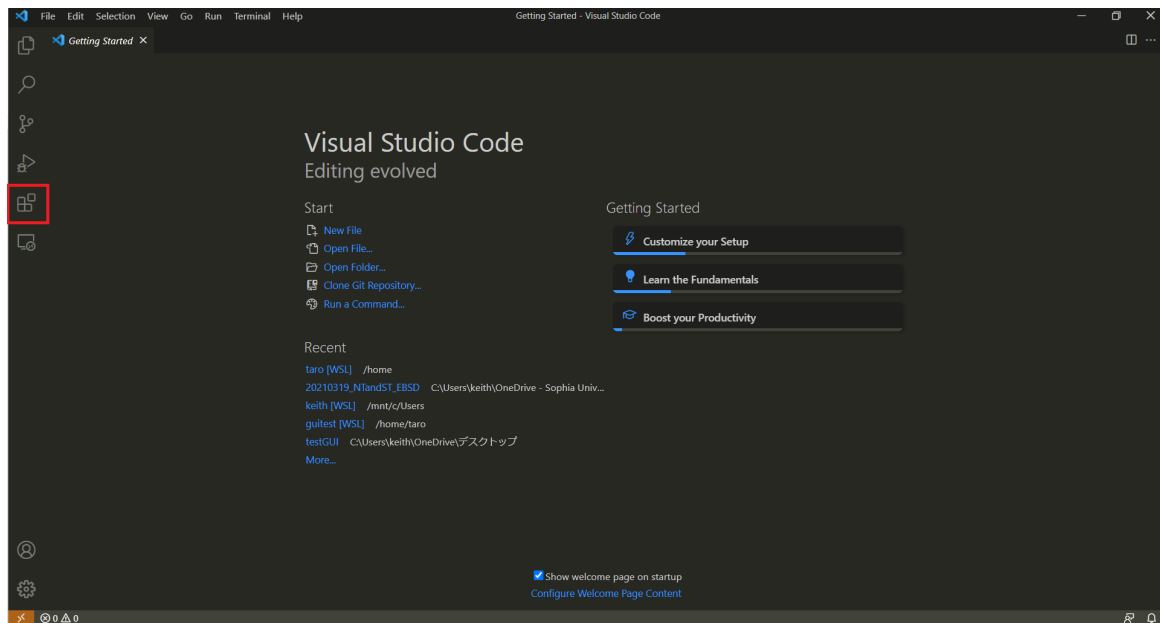 File Edit Selection View Go Run Terminal Help
Getting Started - Visual Studio Code
Getting Started
Visual Studio Code
Editing evolved
Start
New File
Open File...
Open Folder...
Clone Git Repository...
Run a Command...
Recent
taro [WSL] /home
20210319_NTandST_EBSD C:\Users\keith\OneDrive - Sophia Univ...
keith [WSL] /mnt/c/Users
guitest [WSL] /home/taro
testGUI C:\Users\keith\OneDrive\デスクトップ
More...
Getting Started
Customize your Setup
Learn the Fundamentals
Boost your Productivity
Show welcome page on startup
Configure Welcome Page Content
0 0